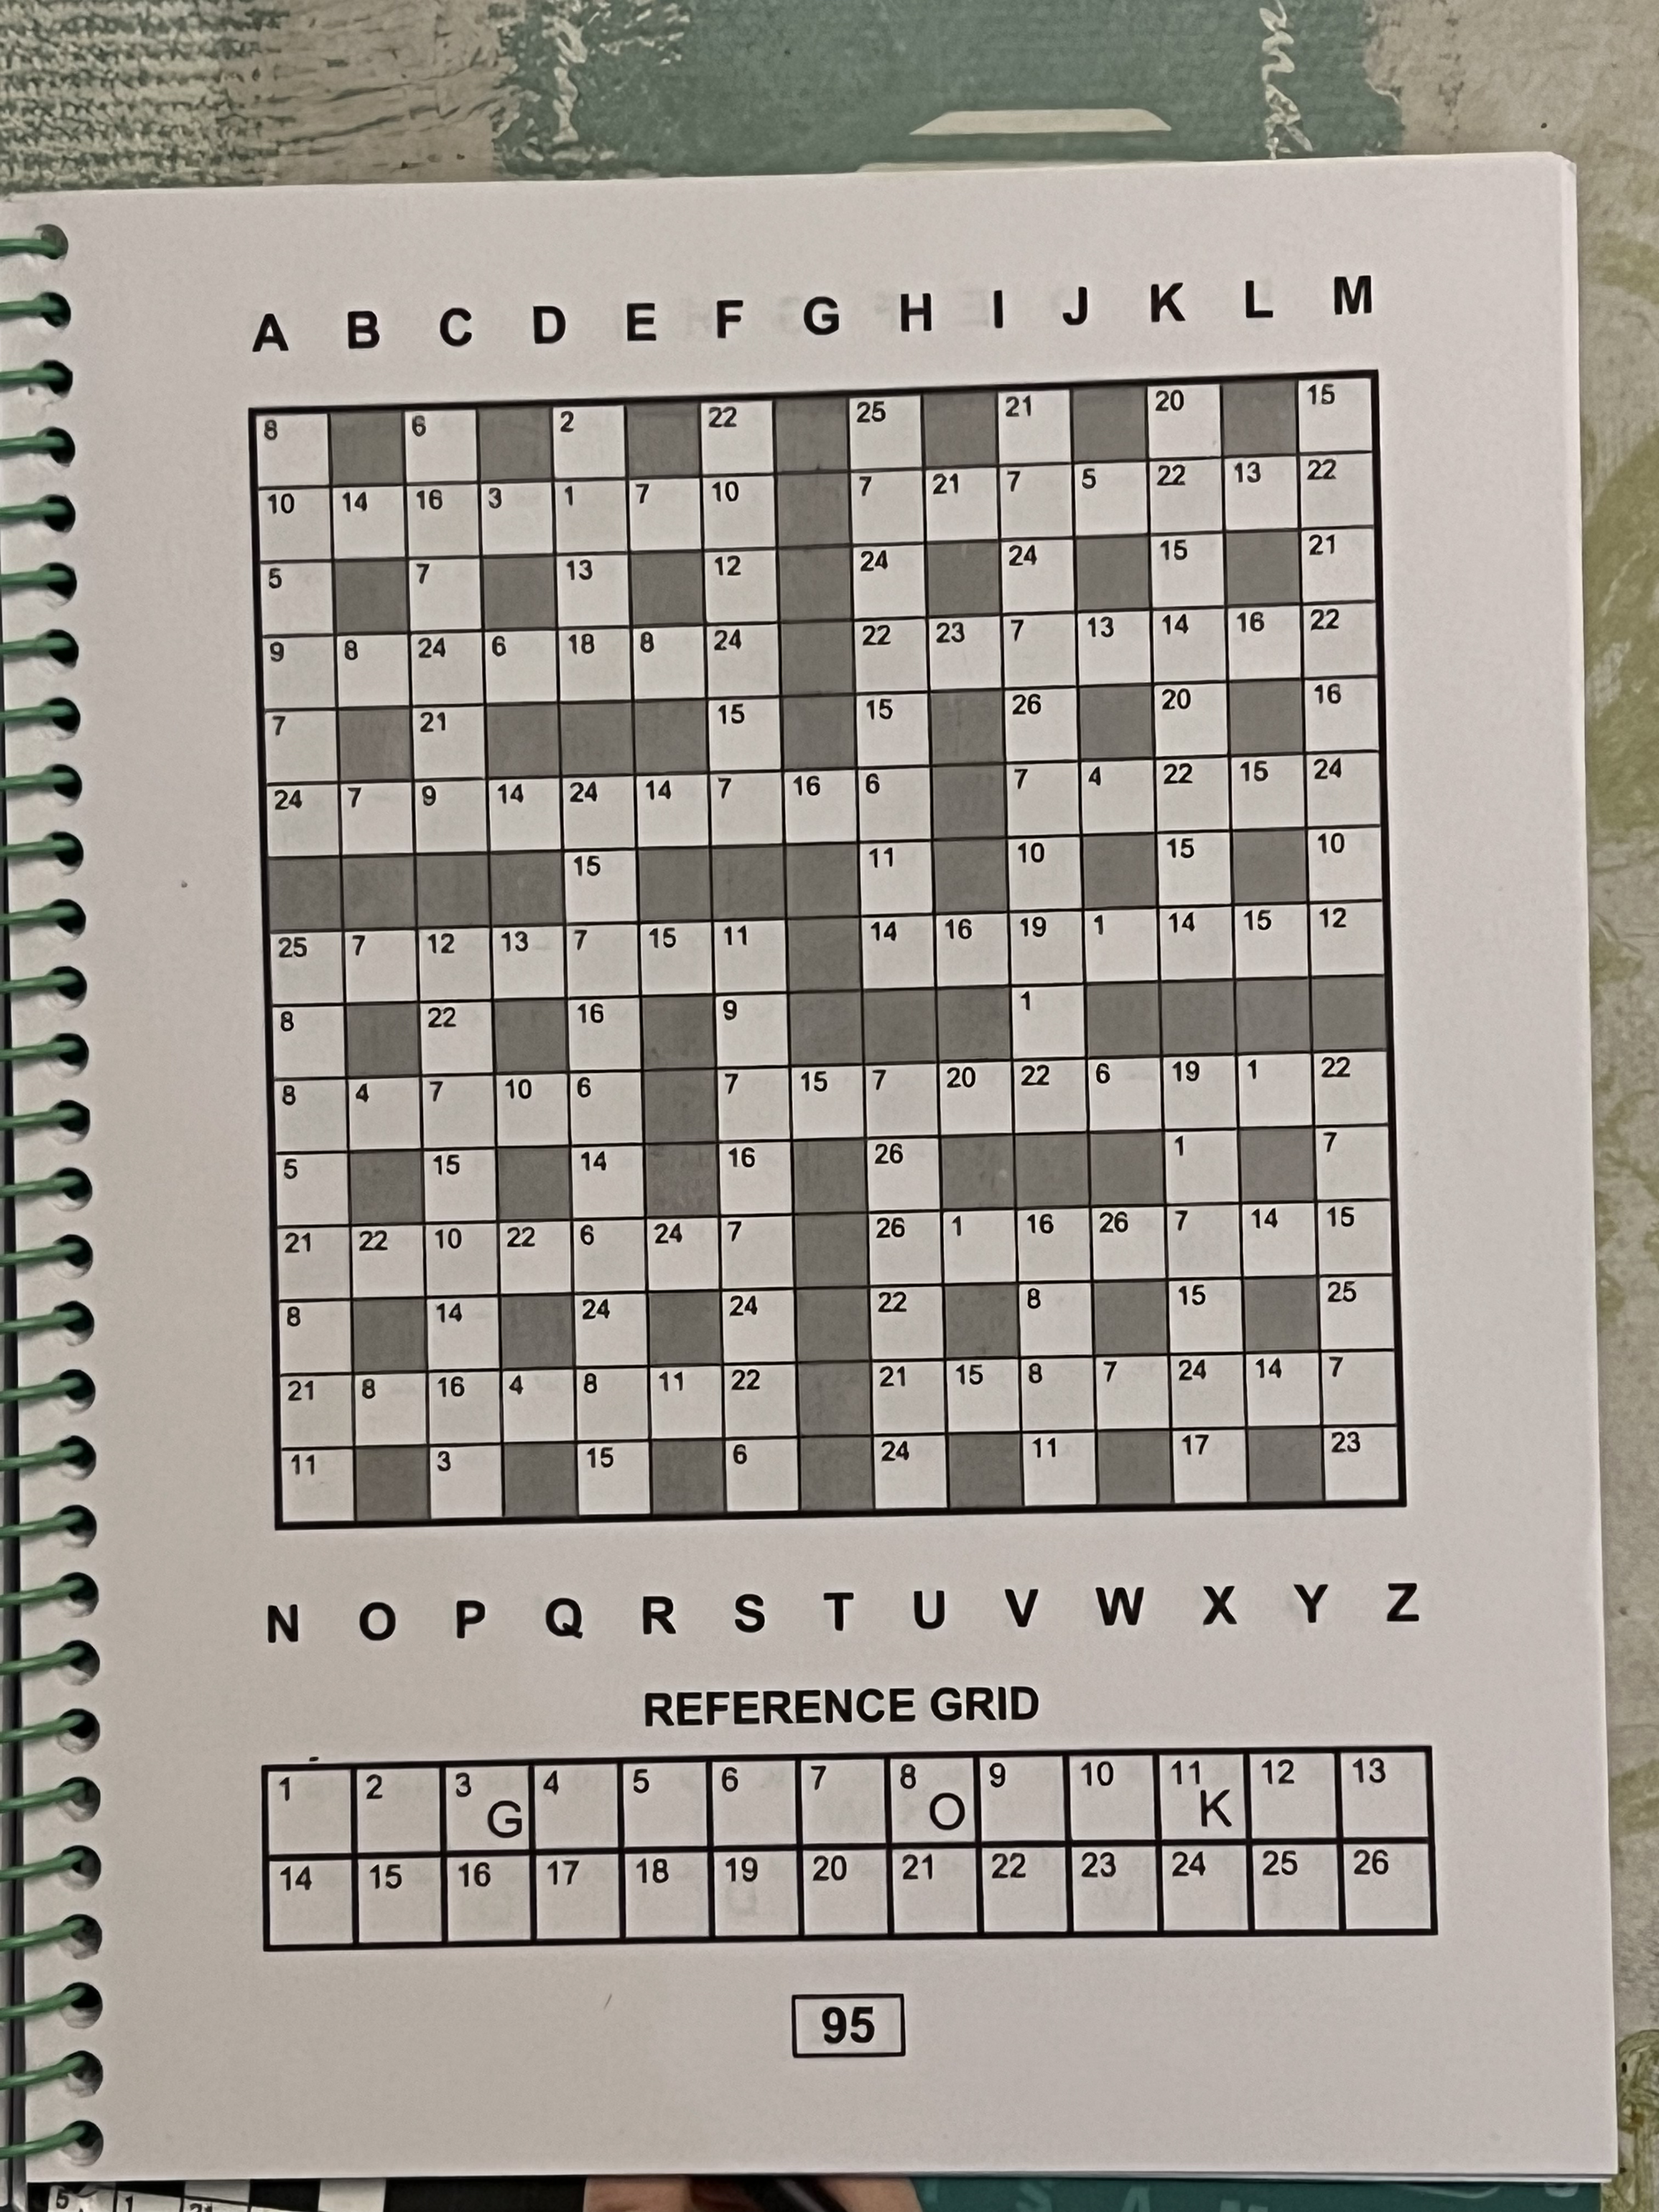 A B C D E F G H I J K L M
8 6 2 22 25 21 20 15
10 14 16 3 1 7 10 7 21 7 5 22 13 22
5 7 13 12 24 24 15 21
9 8 24 6 18 8 24 22 23 7 13 14 16 22
7 21 15 15 26 20 16
24 7 9 14 24 14 7 16 6 7 4 22 15 24
15 11 10 15 10
25 7 12 13 7 15 11 14 16 19 1 14 15 12
8 22 16 9 1
8 4 7 10 6 7 15 7 20 22 6 19 1 22
5 15 14 16 26 1 7
21 22 10 22 6 24 7 26 1 16 26 7 14 15
8 14 24 24 22 8 15 25
21 8 16 4 8 11 22 21 15 8 7 24 14 7
11 3 15 6 24 11 17 23
N O P Q R S T U V W X Y Z
REFERENCE GRID
1 2 3 G 4 5 6 7 8 O 9 10 11 K 12 13
14 15 16 17 18 19 20 21 22 23 24 25 26
95